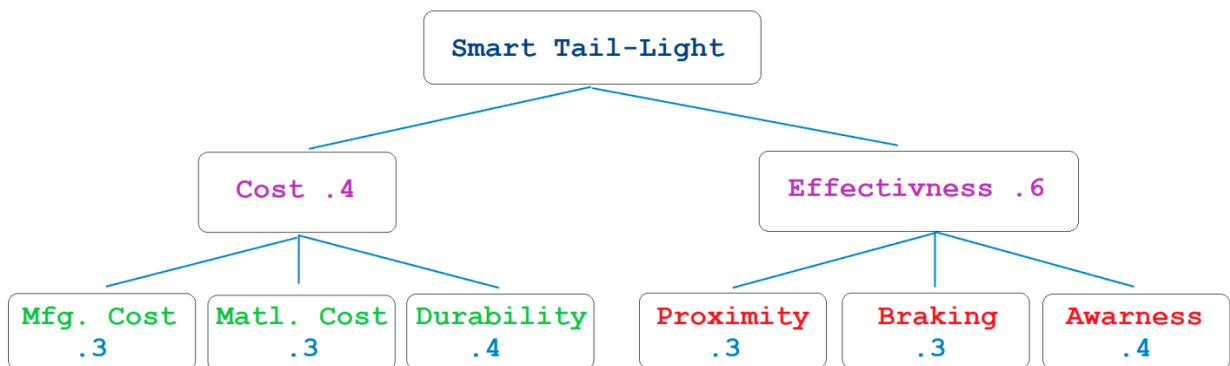 Smart Tail-Light
Cost .4
Effectivness .6
Mfg. Cost
.3
Matl. Cost
.3
Durability
.4
Proximity
.3
Braking
.3
Awarness
.4